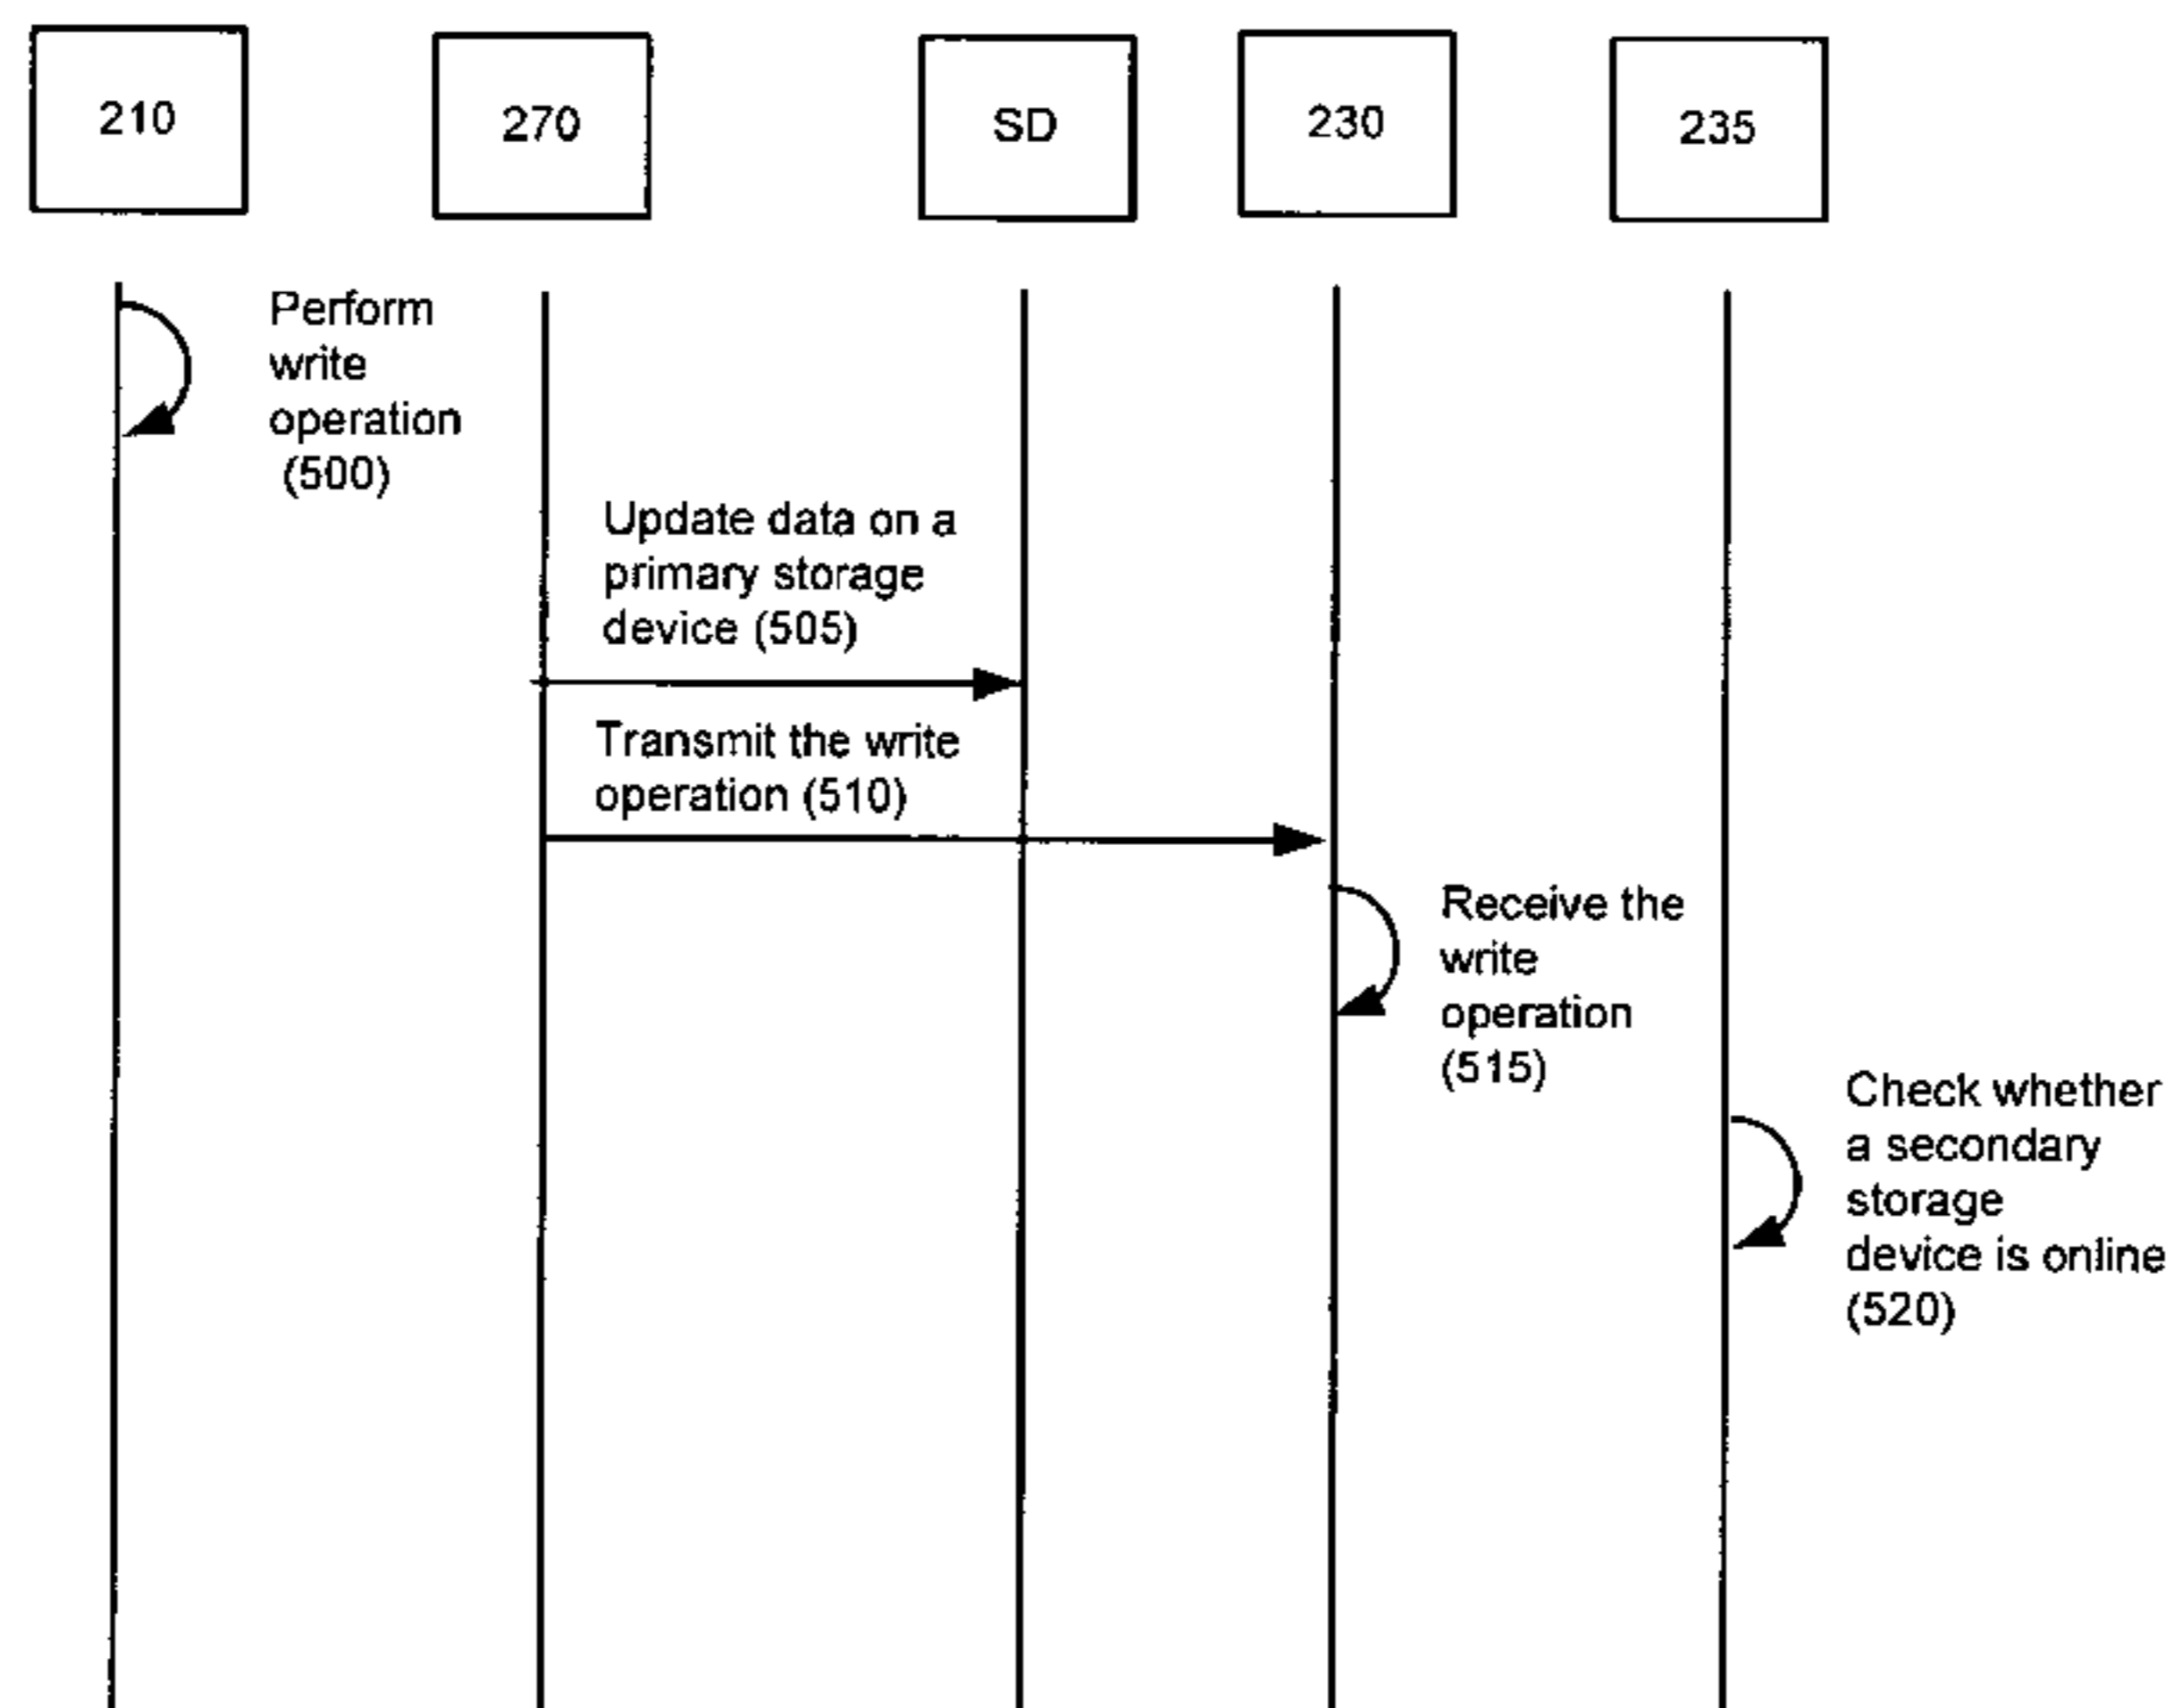 210
270
SD
230
235
Perform
write
operation
(500)
Update data on a
primary storage
device (505)
Transmit the write
operation (510)
Receive the
write
operation
(515)
Check whether
a secondary
storage
device is online
(520)